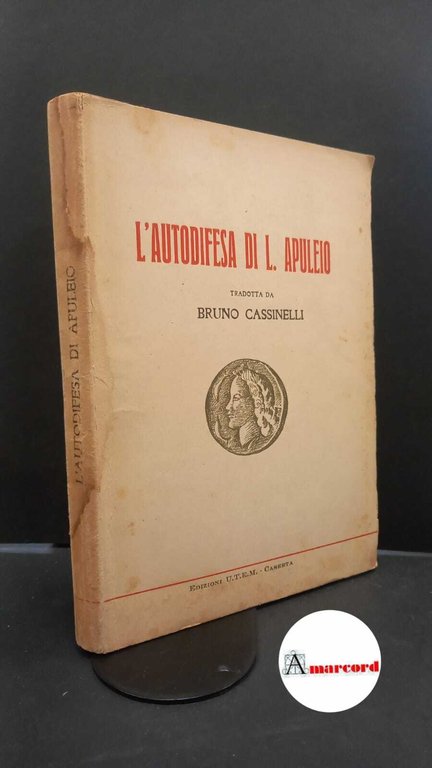 L'AUTODIFESA DI L. APULEIO
TRADOTTA DA
BRUNO CASSINELLI
EDIZIONI U.T.E.M. - CASERTA
L'AUTODIFESA DI APULEIO
Amarcord